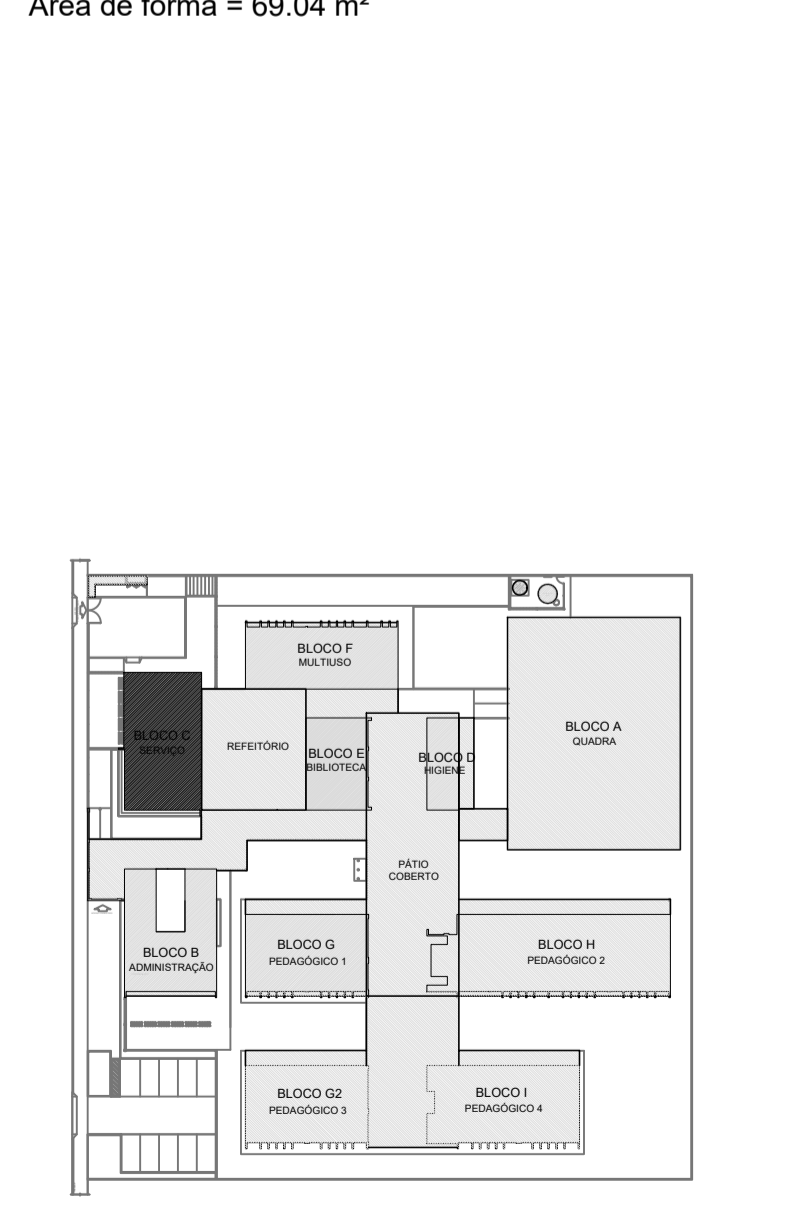 Área de forma = 69.04 m²
BLOCO F
MULTIUSO
BLOCO A
QUADRA
BLOCO C
SERVIÇO
REFEITÓRIO
BLOCO E
BIBLIOTECA
BLOCO D
HIGIENE
PÁTIO
COBERTO
BLOCO B
ADMINISTRAÇÃO
BLOCO G
PEDAGÓGICO 1
BLOCO H
PEDAGÓGICO 2
BLOCO G2
PEDAGÓGICO 3
BLOCO I
PEDAGÓGICO 4